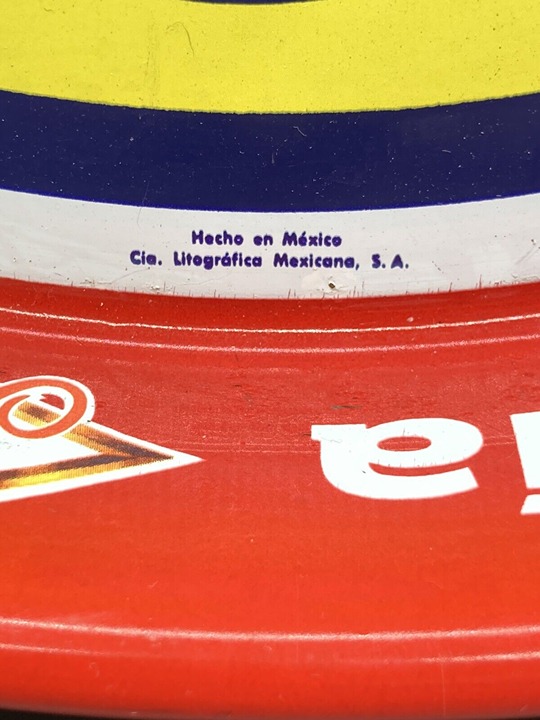 Hecho en México
Cia. Litográfica Mexicana, S.A.